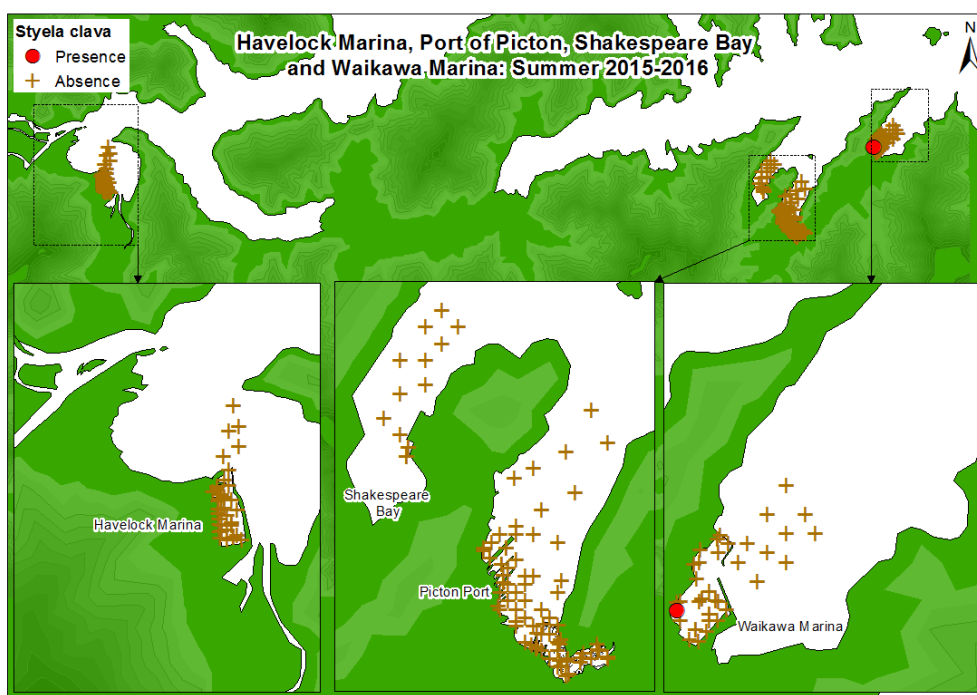 Styela clava
Presence
Absence
Havelock Marina, Port of Picton, Shakespeare Bay
and Waikawa Marina: Summer 2015-2016
N
Havelock Marina
Shakespeare
Bay
Picton Port
Waikawa Marina